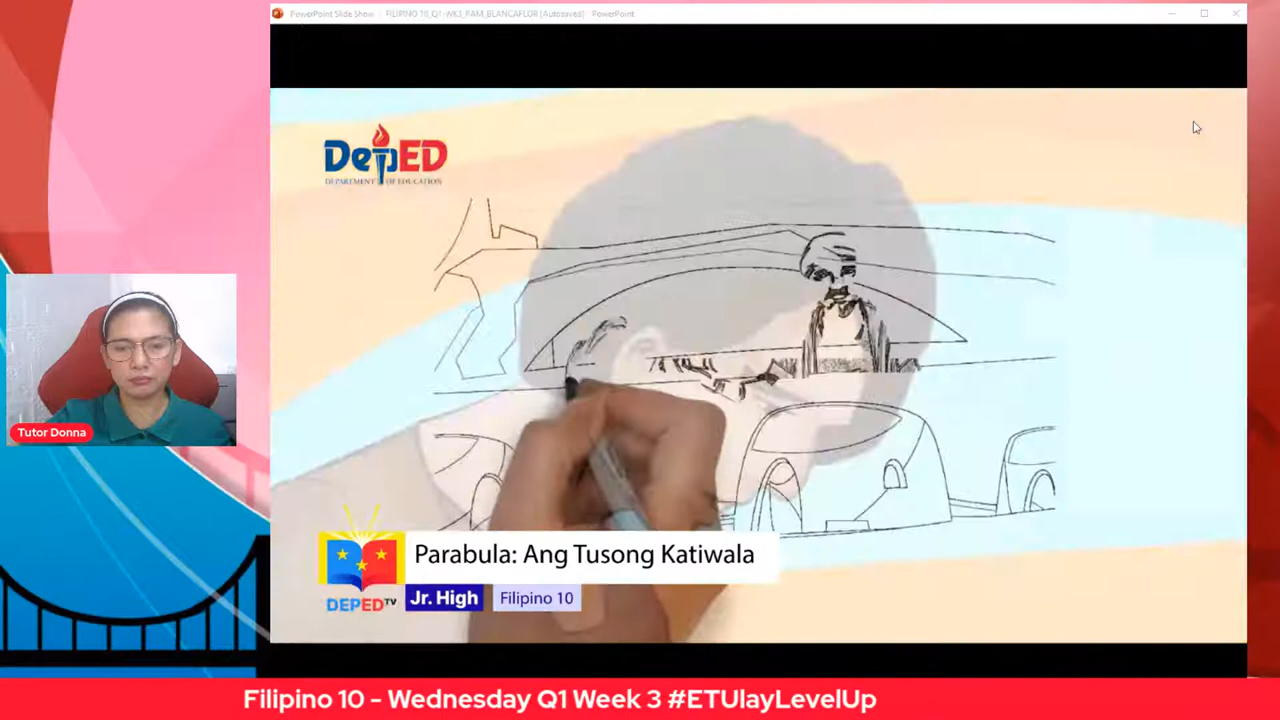 PowerPoint Slide Show - FILIPINO 10_Q1-WK3_PAM_BLANCAFLOR [Autosaved] - PowerPoint
DepED
DEPARTMENT OF EDUCATION
Tutor Donna
Parabula: Ang Tusong Katiwala
DEPED TV
Jr. High
Filipino 10
Filipino 10 - Wednesday Q1 Week 3 #ETUlayLevelUp